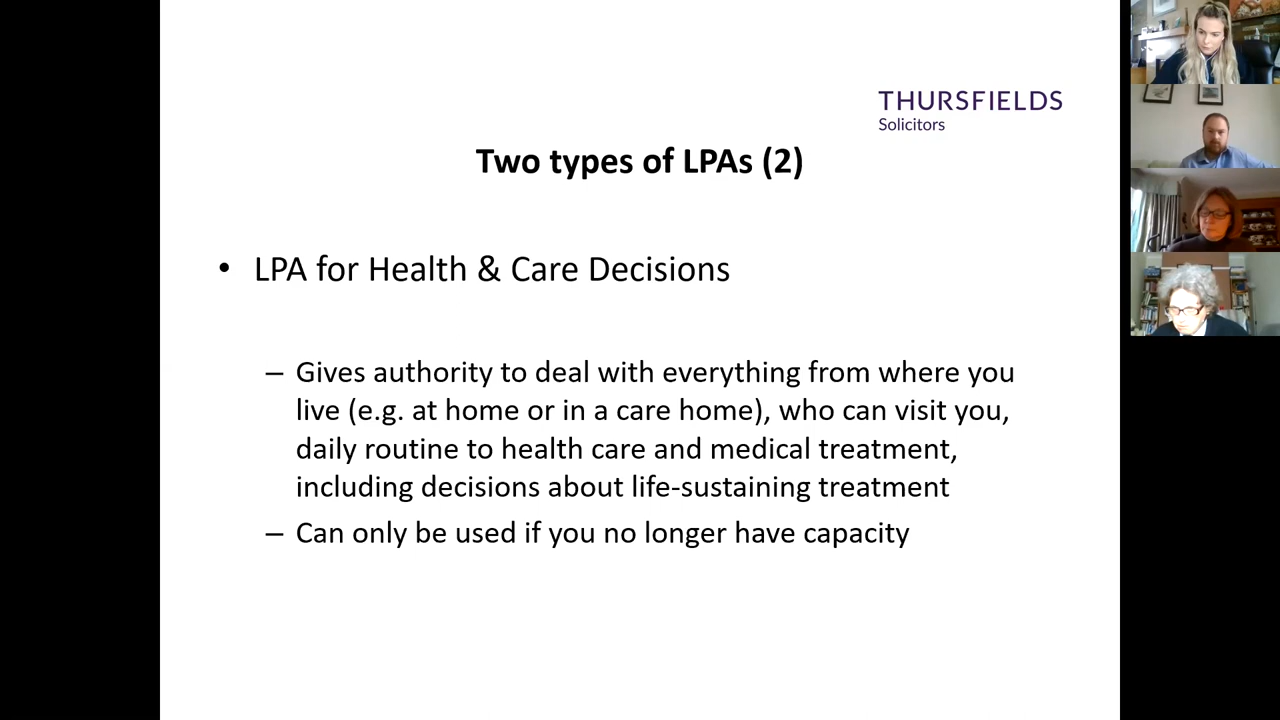 THURSFIELDS
Solicitors
Two types of LPAs (2)
• LPA for Health & Care Decisions
– Gives authority to deal with everything from where you
live (e.g. at home or in a care home), who can visit you,
daily routine to health care and medical treatment,
including decisions about life-sustaining treatment
– Can only be used if you no longer have capacity